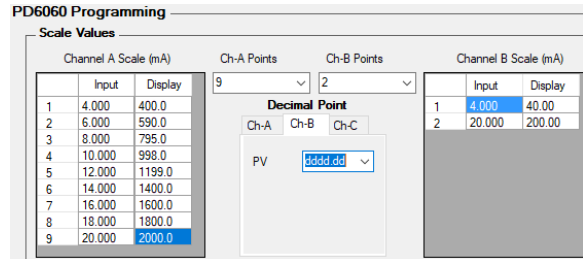 PD6060 Programming
Scale Values
Channel A Scale (mA)
Input Display
1 4.000 400.0
2 6.000 590.0
3 8.000 795.0
4 10.000 998.0
5 12.000 1199.0
6 14.000 1400.0
7 16.000 1600.0
8 18.000 1800.0
9 20.000 2000.0
Ch-A Points Ch-B Points
9 2
Decimal Point
Ch-A Ch-B Ch-C
PV dddd.dd
Channel B Scale (mA)
Input Display
1 4.000 40.00
2 20.000 200.00